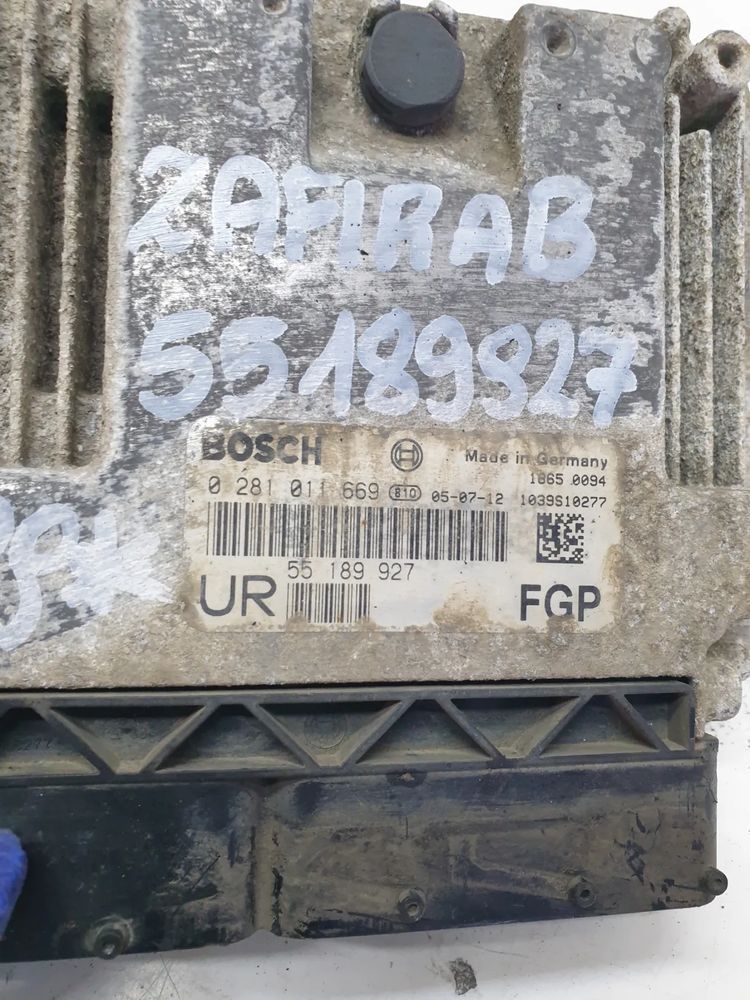 ZAFIRA B
55189927
BOSCH Made in Germany
1865 0094
0 281 011 669 810 05-07-12 1039S10277
55 189 927
UR FGP